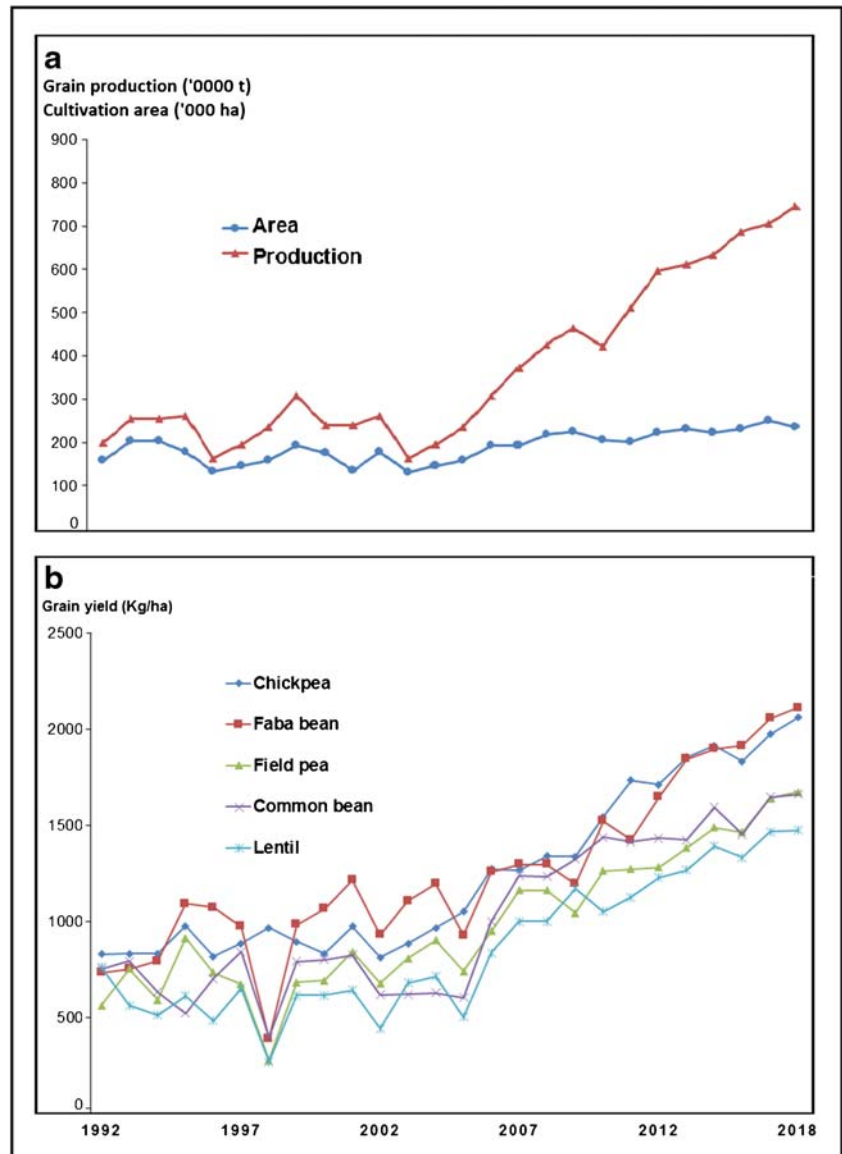 a
Grain production ('0000 t)
Cultivation area ('000 ha)
900
800
700
600
500
400
300
200
100
0
Area
Production
b
Grain yield (Kg/ha)
2500
2000
1500
1000
500
0
Chickpea
Faba bean
Field pea
Common bean
Lentil
1992 1997 2002 2007 2012 2018